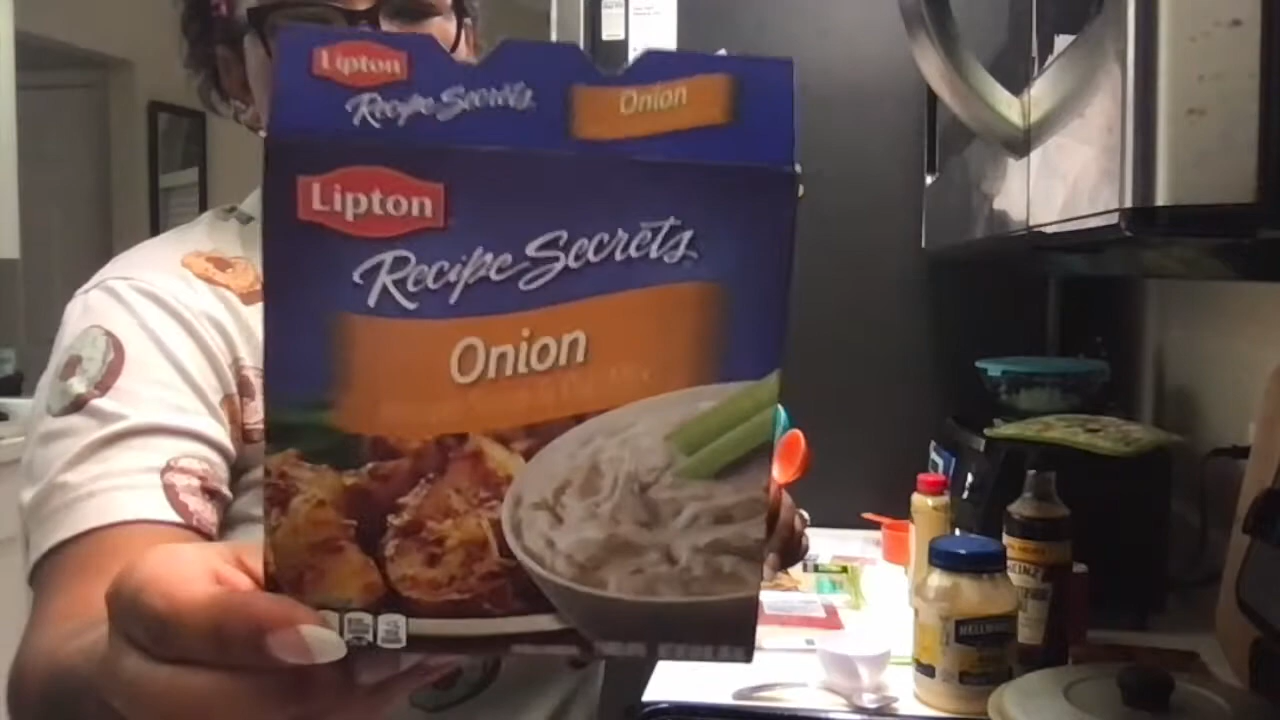 Lipton
Recipe Secrets
Onion
Lipton
Recipe Secrets
Onion
HEINZ
HELLMANN'S